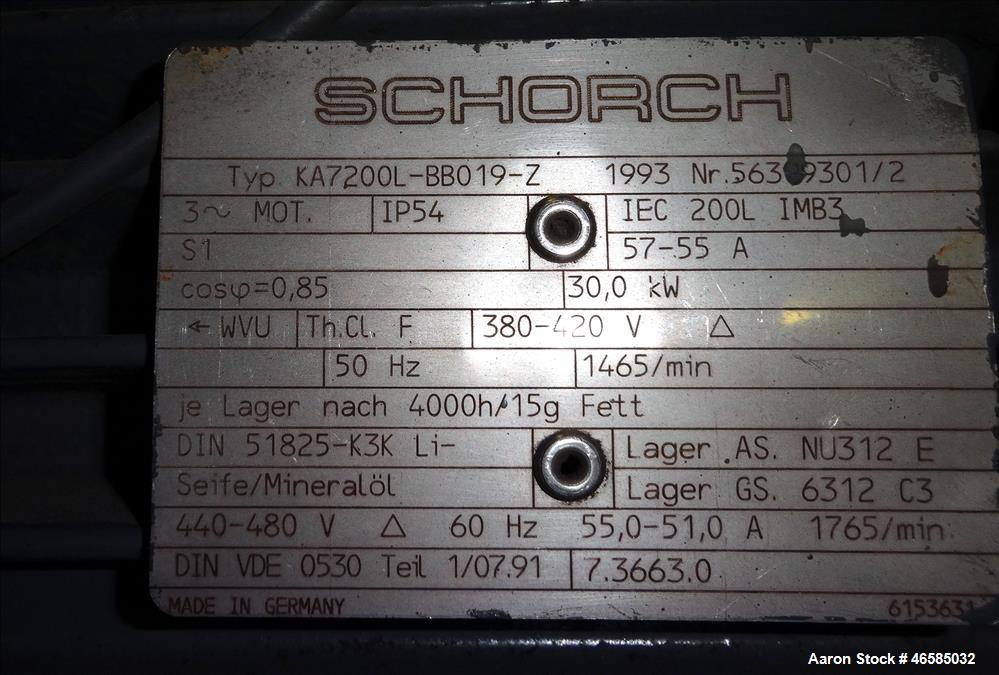 SCHORCH
Typ KA7200L-BB019-Z 1993
3~ MOT. IP54 IEC 200L IMB3
S1 57-55 A
cosφ=0,85 30,0 kW
← WVU Th.Cl. F 380-420 V △
50 Hz 1465/min
je Lager nach 4000h/15g Fett
DIN 51825-K3K Li- Lager AS. NU312 E
Seife/Mineralöl Lager GS. 6312 C3
440-480 V △ 60 Hz 55,0-51,0 A 1765/min
DIN VDE 0530 Teil 1/07.91 7.3663.0
MADE IN GERMANY
Aaron Stock # 46585032